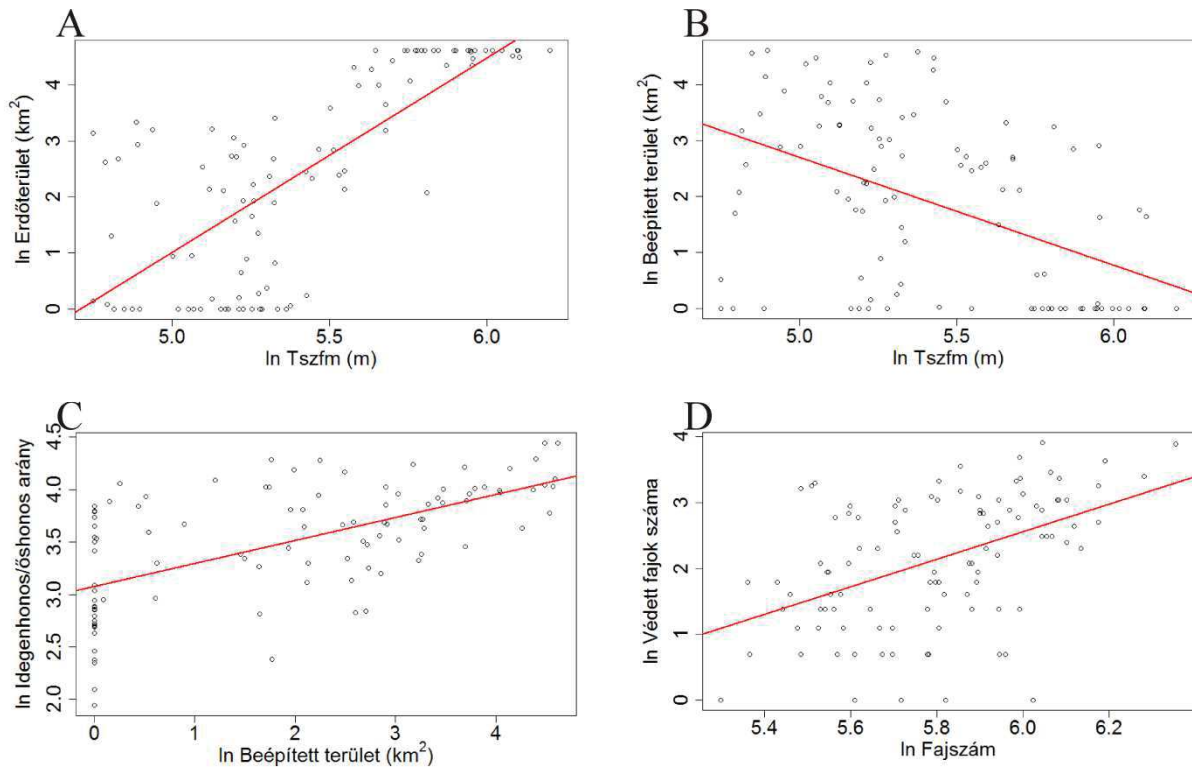 A
ln Erdőterület (km²)
4
3
2
1
0
5.0 5.5 6.0
ln Tszfm (m)
B
ln Beépített terület (km²)
4
3
2
1
0
5.0 5.5 6.0
ln Tszfm (m)
C
ln Idegenhonos/őshonos arány
4.5
4.0
3.5
3.0
2.5
2.0
0 1 2 3 4
ln Beépített terület (km²)
D
ln Védett fajok száma
4
3
2
1
0
5.4 5.6 5.8 6.0 6.2
ln Fajszám